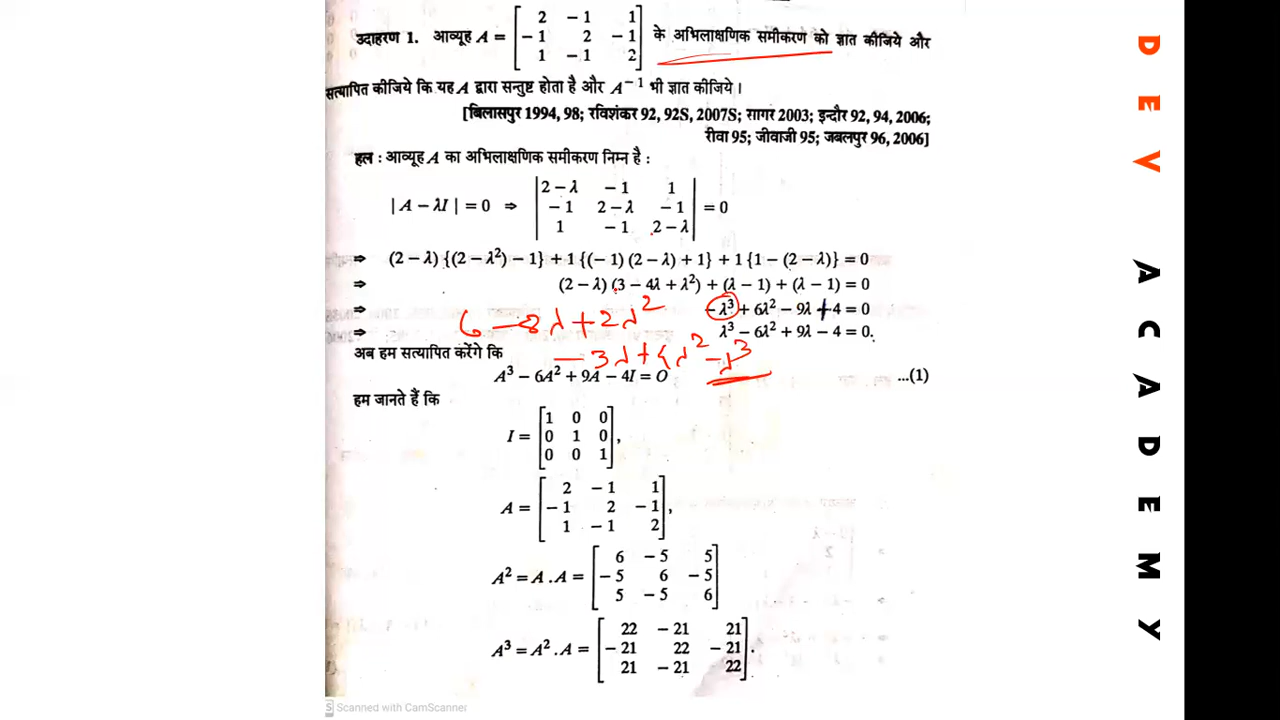 उदाहरण 1. आव्यूह A = [ 2 −1 1 ; −1 2 −1 ; 1 −1 2 ] के अभिलाक्षणिक समीकरण को ज्ञात कीजिये और
सत्यापित कीजिये कि यह A द्वारा सन्तुष्ट होता है और A⁻¹ भी ज्ञात कीजिये।
[बिलासपुर 1994, 98; रविशंकर 92, 92S, 2007S; सागर 2003; इन्दौर 92, 94, 2006;
रीवा 95; जीवाजी 95; जबलपुर 96, 2006]
हल : आव्यूह A का अभिलाक्षणिक समीकरण निम्न है :
| A − λI | = 0 ⇒ | 2 − λ −1 1 ; −1 2 − λ −1 ; 1 −1 2 − λ | = 0
⇒ (2 − λ) {(2 − λ²) − 1} + 1 {(− 1) (2 − λ) + 1} + 1 {1 − (2 − λ)} = 0
⇒ (2 − λ) (3 − 4λ + λ²) + (λ − 1) + (λ − 1) = 0
⇒ − λ³ + 6λ² − 9λ + 4 = 0
6 − 8λ + 2λ²
⇒ λ³ − 6λ² + 9λ − 4 = 0.
− 3λ + 4λ² − λ³
अब हम सत्यापित करेंगे कि
A³ − 6A² + 9A − 4I = O ...(1)
हम जानते हैं कि
I = [ 1 0 0 ; 0 1 0 ; 0 0 1 ],
A = [ 2 −1 1 ; −1 2 −1 ; 1 −1 2 ],
A² = A . A = [ 6 −5 5 ; −5 6 −5 ; 5 −5 6 ]
A³ = A² . A = [ 22 −21 21 ; −21 22 −21 ; 21 −21 22 ].
S Scanned with CamScanner
DEV ACADEMY